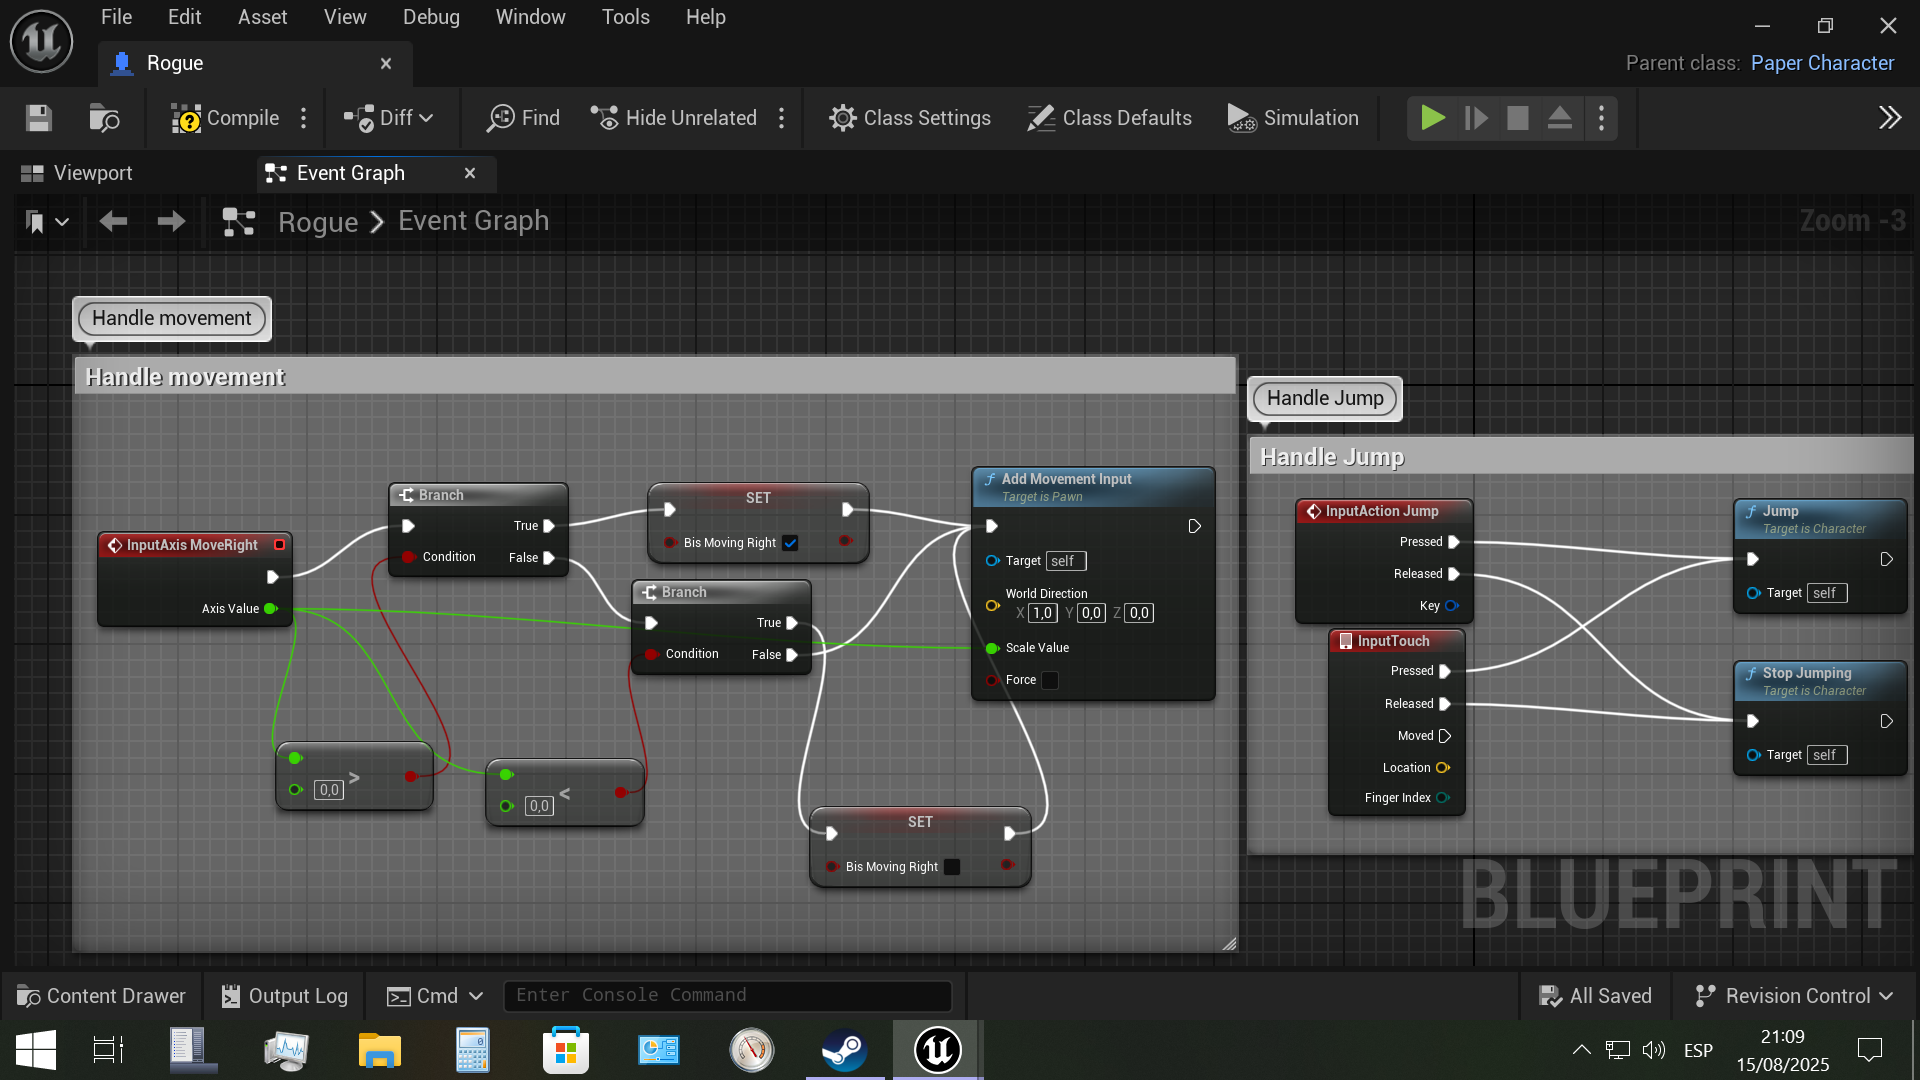 File Edit Asset View Debug Window Tools Help
Rogue
Parent class: Paper Character
Compile Diff Find Hide Unrelated Class Settings Class Defaults Simulation
Viewport Event Graph
Rogue > Event Graph
Zoom -3
Handle movement
Handle movement
InputAxis MoveRight
Axis Value
Branch
True
Condition
False
SET
Bis Moving Right
Branch
True
Condition
False
Add Movement Input
Target is Pawn
Target self
World Direction
X 1,0 Y 0,0 Z 0,0
Scale Value
Force
0,0 >
0,0 <
SET
Bis Moving Right
Handle Jump
Handle Jump
InputAction Jump
Pressed
Released
Key
InputTouch
Pressed
Released
Moved
Location
Finger Index
Jump
Target is Character
Target self
Stop Jumping
Target is Character
Target self
BLUEPRINT
Content Drawer Output Log Cmd Enter Console Command All Saved Revision Control
ESP
21:09
15/08/2025